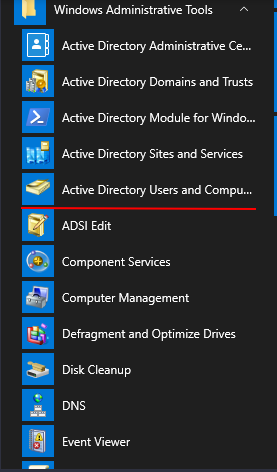 Windows Administrative Tools
Active Directory Administrative Ce...
Active Directory Domains and Trusts
Active Directory Module for Windo...
Active Directory Sites and Services
Active Directory Users and Compu...
ADSI Edit
Component Services
Computer Management
Defragment and Optimize Drives
Disk Cleanup
DNS
Event Viewer